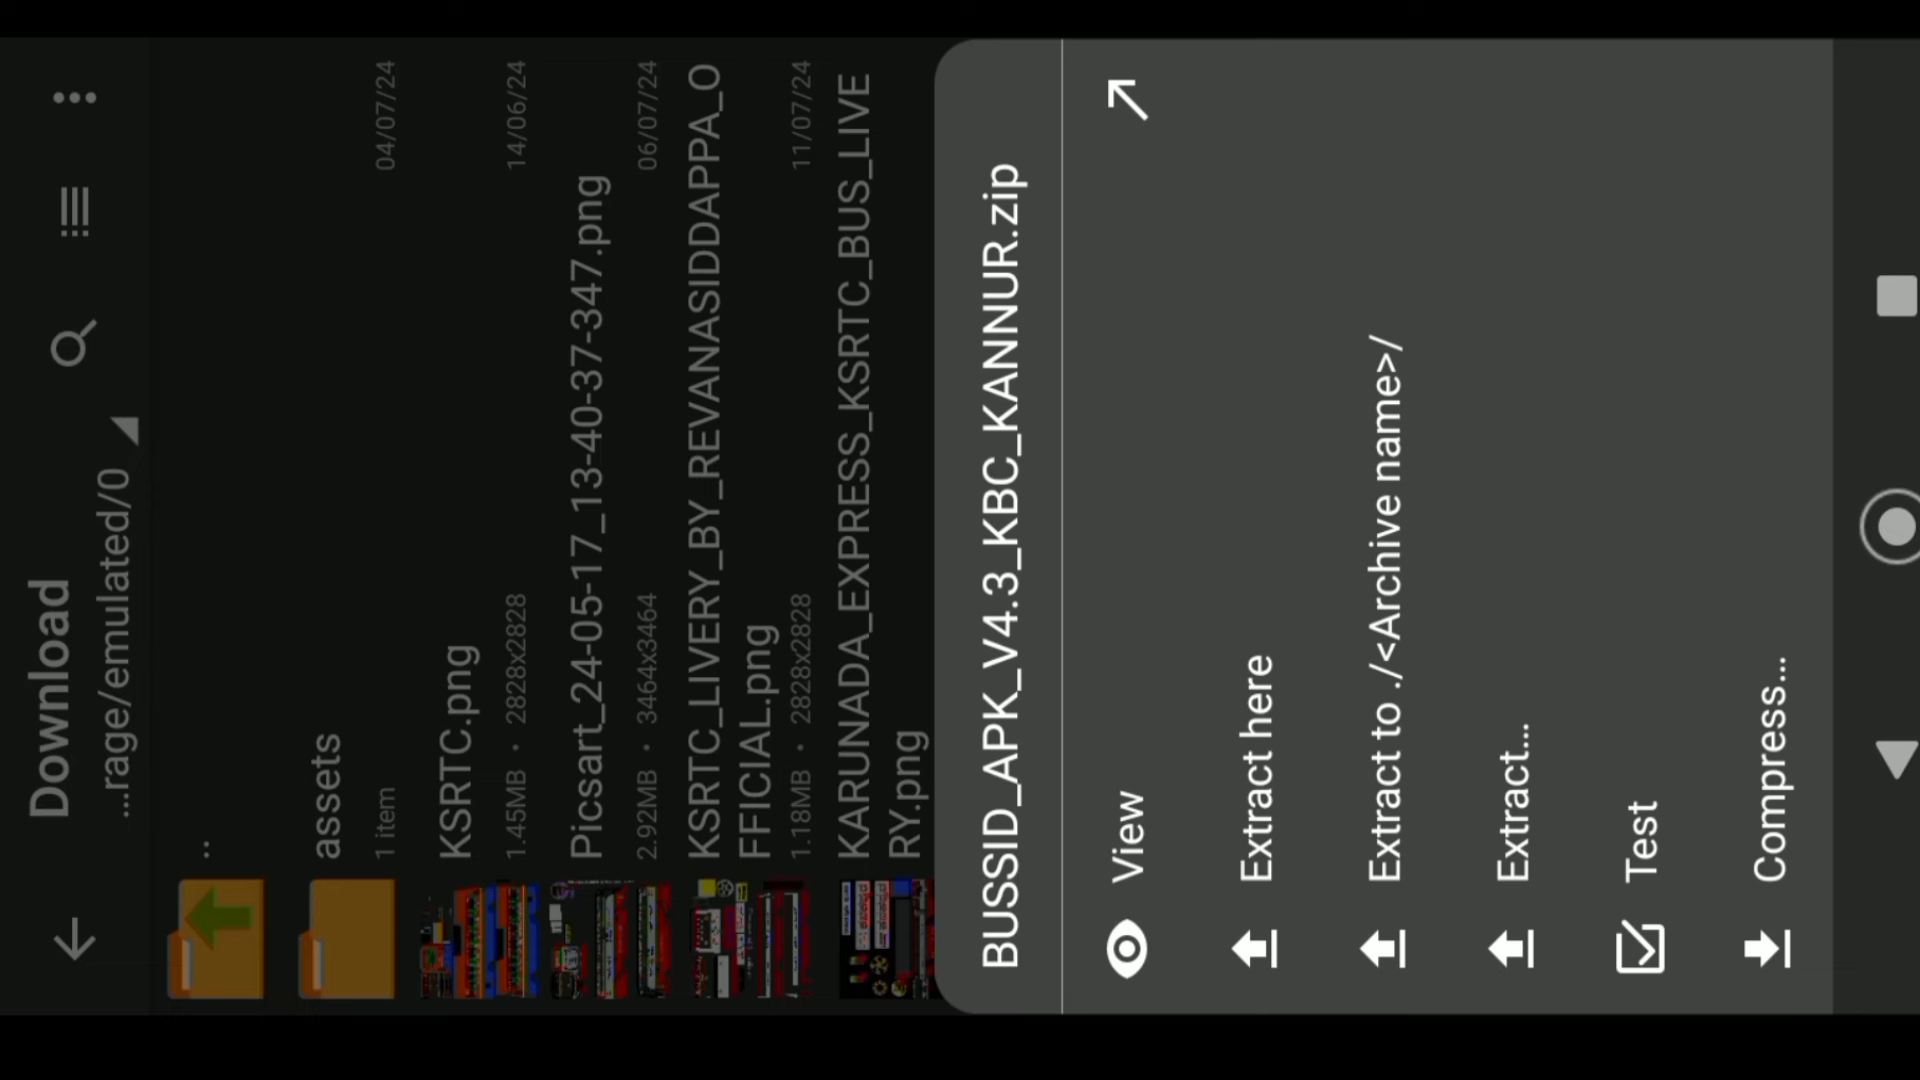 Download
...rage/emulated/0
..
assets
1 item
04/07/24
KSRTC.png
1.45MB • 2828x2828
14/06/24
Picsart_24-05-17_13-40-37-347.png
2.92MB • 3464x3464
06/07/24
KSRTC_LIVERY_BY_REVANASIDDAPPA_O
FFICIAL.png
1.18MB • 2828x2828
11/07/24
KARUNADA_EXPRESS_KSRTC_BUS_LIVE
RY.png
BUSSID_APK_V4.3_KBC_KANNUR.zip
View
Extract here
Extract to ./<Archive name>/
Extract...
Test
Compress...